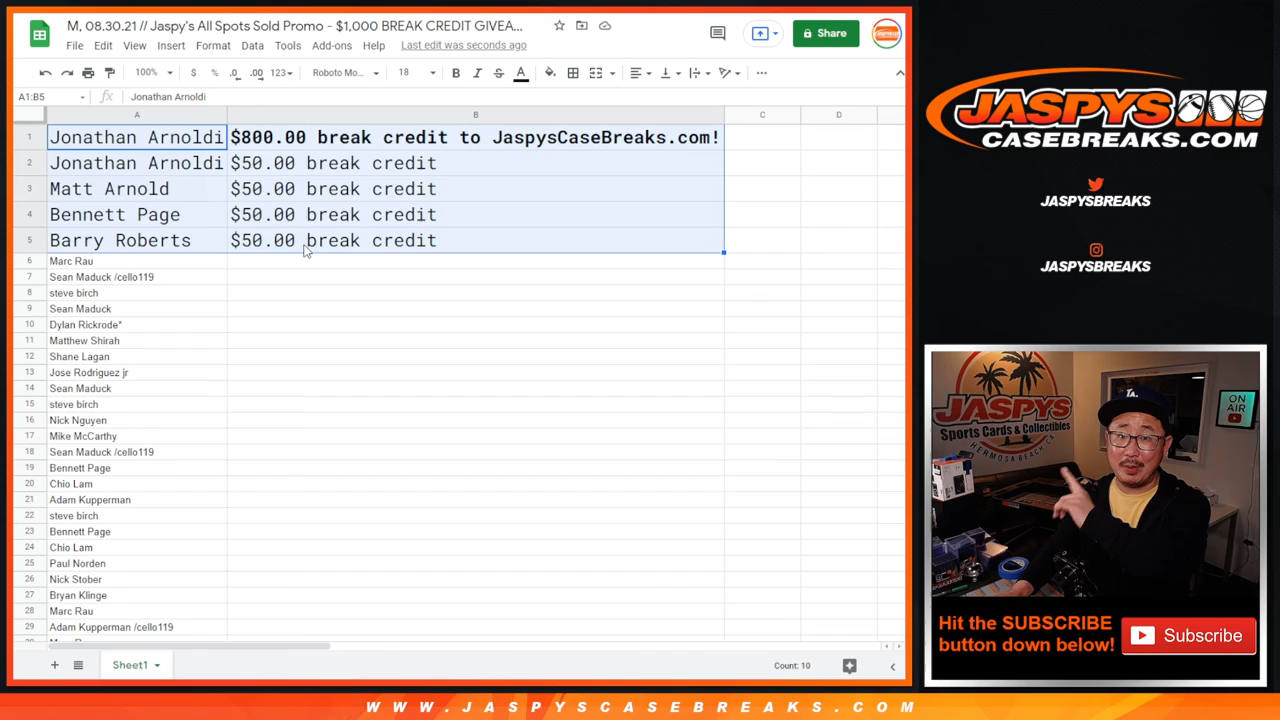 M, 08.30.21 // Jaspy's All Spots Sold Promo - $1,000 BREAK CREDIT GIVEA...
File Edit View Insert Format Data Tools Add-ons Help Last edit was seconds ago
Share
100% $ % .0 .00 123 Roboto Mo... 18 B I S A
A1:B5 fx Jonathan Arnoldi
A B C D
1 Jonathan Arnoldi $800.00 break credit to JaspysCaseBreaks.com!
2 Jonathan Arnoldi $50.00 break credit
3 Matt Arnold $50.00 break credit
4 Bennett Page $50.00 break credit
5 Barry Roberts $50.00 break credit
6 Marc Rau
7 Sean Maduck /cello119
8 steve birch
9 Sean Maduck
10 Dylan Rickrode*
11 Matthew Shirah
12 Shane Lagan
13 Jose Rodriguez jr
14 Sean Maduck
15 steve birch
16 Nick Nguyen
17 Mike McCarthy
18 Sean Maduck /cello119
19 Bennett Page
20 Chio Lam
21 Adam Kupperman
22 steve birch
23 Bennett Page
24 Chio Lam
25 Paul Norden
26 Nick Stober
27 Bryan Klinge
28 Marc Rau
29 Adam Kupperman /cello119
Sheet1
Count: 10
JASPYS
CASEBREAKS.COM
JASPYSBREAKS
JASPYSBREAKS
JASPYS
Sports Cards & Collectibles
HERMOSA BEACH, CA
LA
ON
AIR
Hit the SUBSCRIBE
button down below!
Subscribe
WWW.JASPYSCASEBREAKS.COM